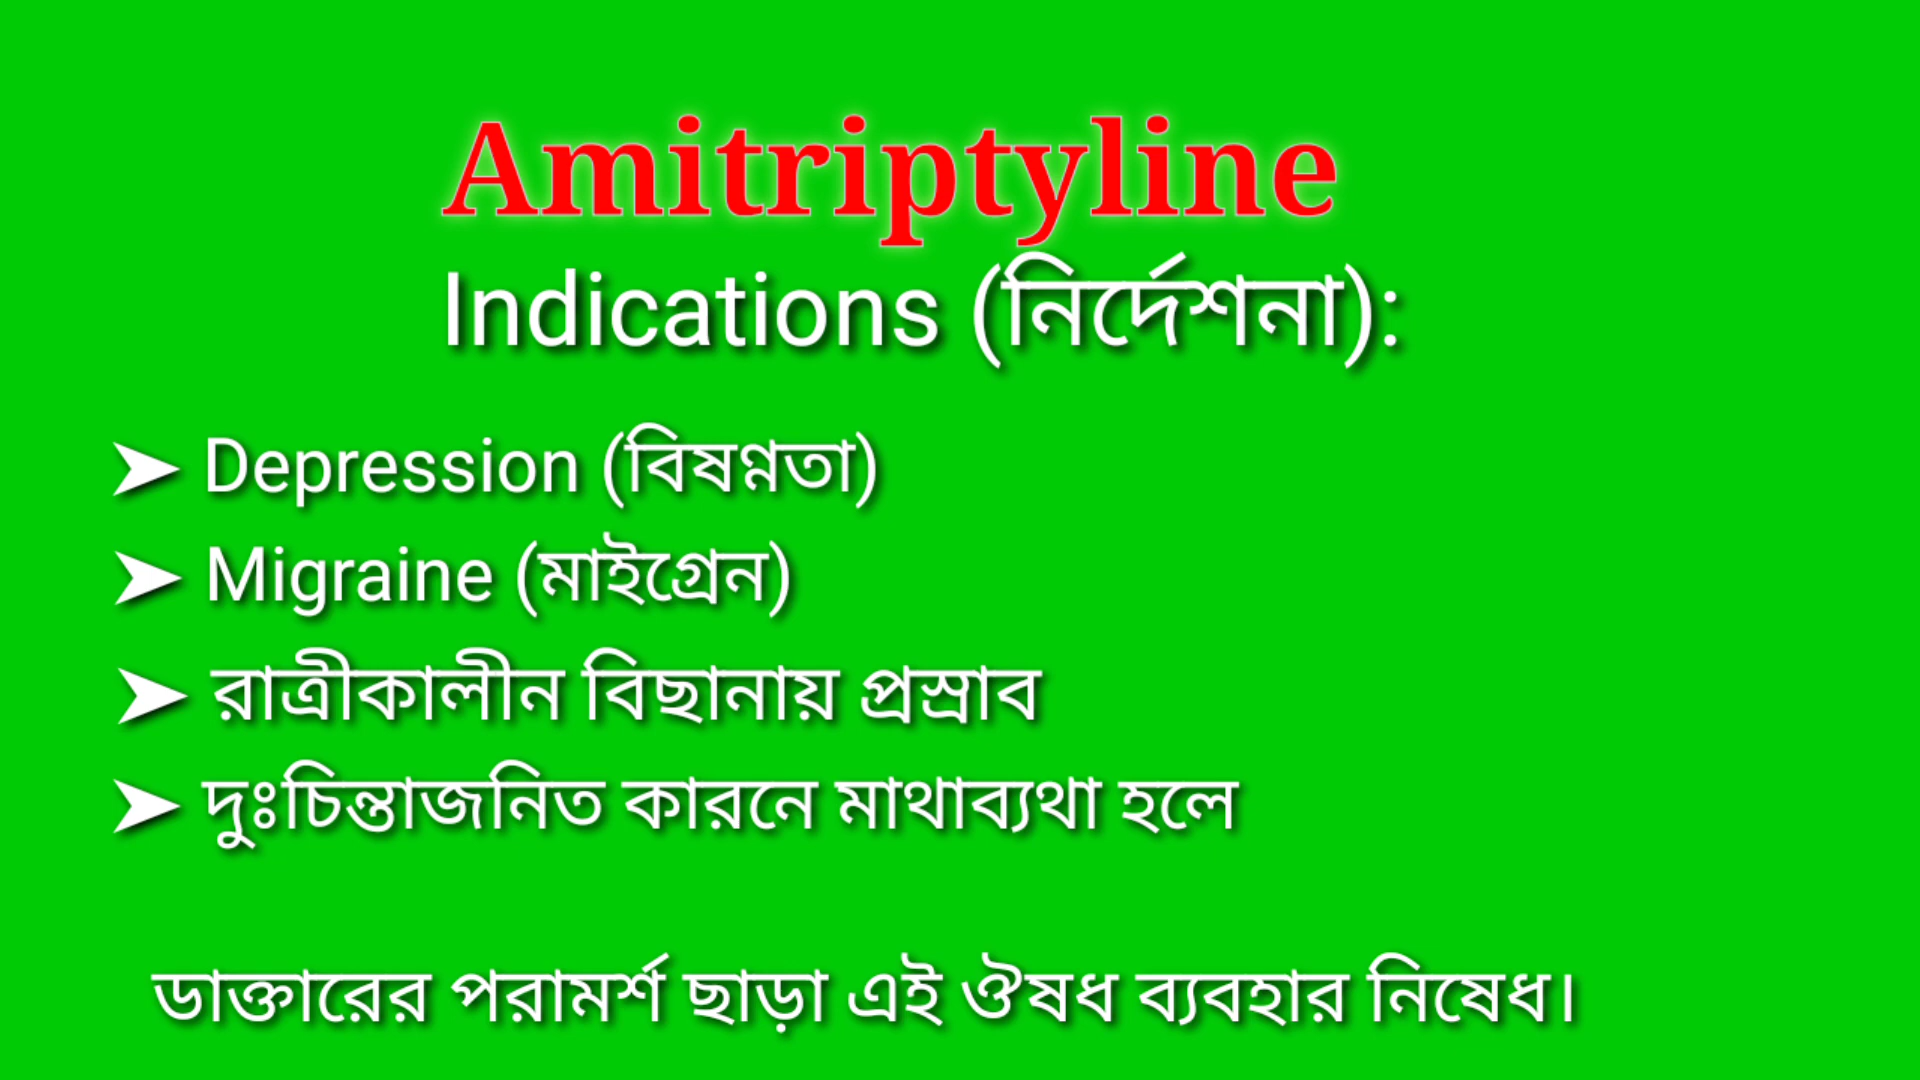 Amitriptyline
Indications (নির্দেশনা):
➤ Depression (বিষণ্নতা)
➤ Migraine (মাইগ্রেন)
➤ রাত্রীকালীন বিছানায় প্রস্রাব
➤ দুঃচিন্তাজনিত কারনে মাথাব্যথা হলে
ডাক্তারের পরামর্শ ছাড়া এই ঔষধ ব্যবহার নিষেধ।